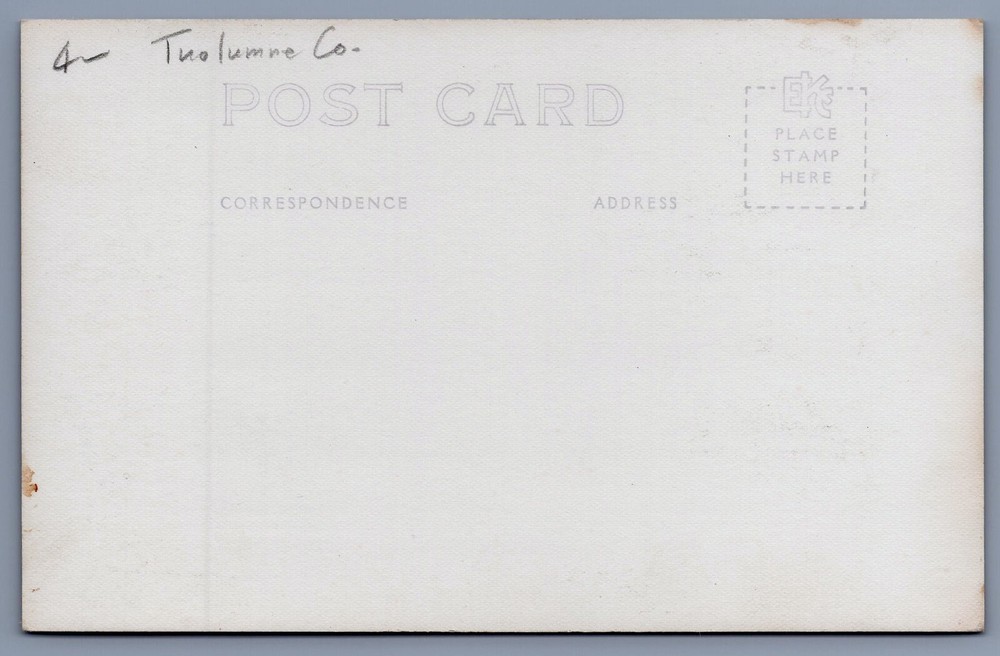 4- Tuolumne Co.
POST CARD
EKC
PLACE
STAMP
HERE
CORRESPONDENCE
ADDRESS